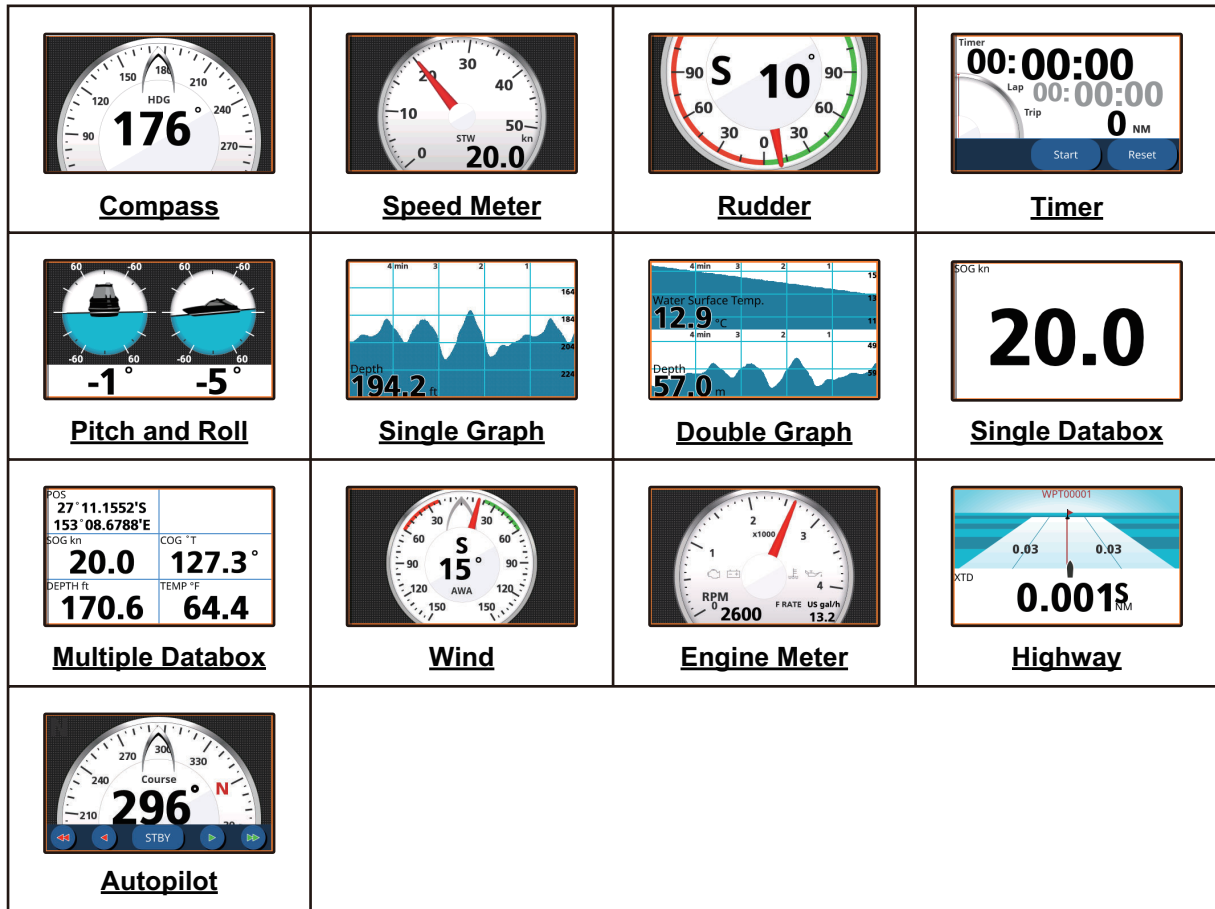 150 180 210
120 240
90 270
HDG
176°
Compass
0 10 20 30 40 50
kn
STW
20.0
Speed Meter
90 60 30 0 30 60 90
S 10°
Rudder
Timer
00:00:00
Lap 00:00:00
Trip
0 NM
Start Reset
Timer
60 -60 60 -60
-60 60 -60 60
-1° -5°
Pitch and Roll
4 min 3 2 1
164
184
204
224
Depth
194.2 ft
Single Graph
4 min 3 2 1
15
13
11
Water Surface Temp.
12.9 °C
4 min 3 2 1
49
59
Depth
57.0 m
Double Graph
SOG kn
20.0
Single Databox
POS
27°11.1552'S
153°08.6788'E
SOG kn COG °T
20.0 127.3°
DEPTH ft TEMP °F
170.6 64.4
Multiple Databox
30 30
60 60
90 90
120 120
150 150
S
15°
AWA
Wind
0 1 2 3 4
x1000
RPM
2600
F RATE US gal/h
13.2
Engine Meter
WPT00001
0.03 0.03
XTD
0.001S
NM
Highway
N
270 300 330
240 N
210
Course
296°
STBY
Autopilot